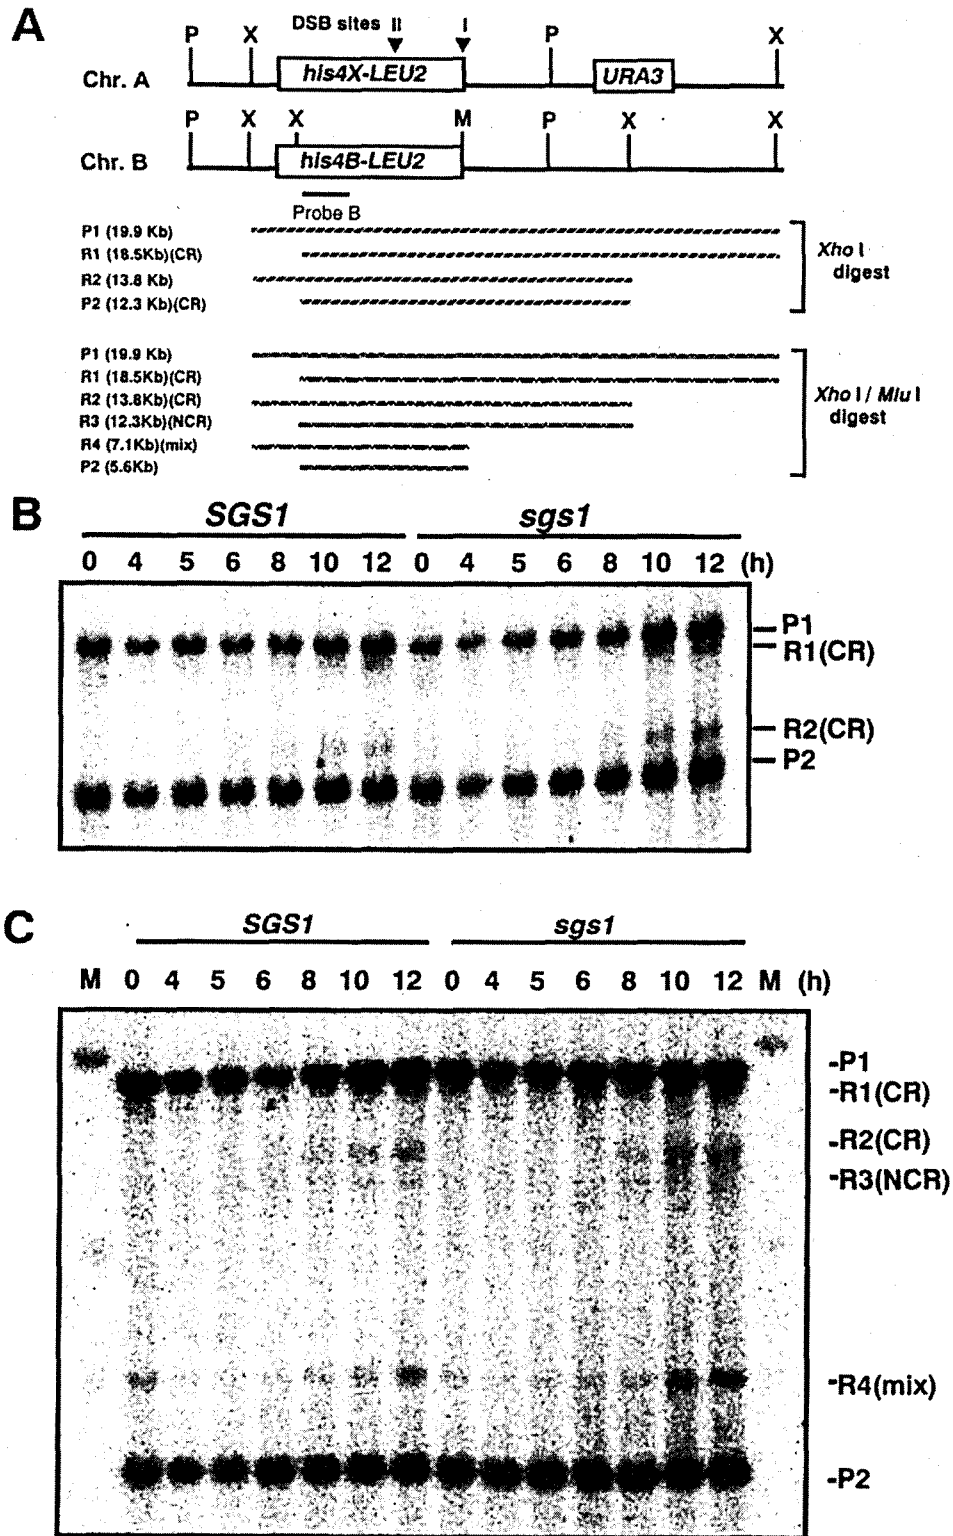 A
DSB sites II I
P X P X
Chr. A his4X-LEU2 URA3
P X X M P X X
Chr. B his4B-LEU2
Probe B
P1 (19.9 Kb)
R1 (18.5Kb)(CR)
R2 (13.8 Kb)
P2 (12.3 Kb)(CR)
Xho I
digest
P1 (19.9 Kb)
R1 (18.5Kb)(CR)
R2 (13.8Kb)(CR)
R3 (12.3Kb)(NCR)
R4 (7.1Kb)(mix)
P2 (5.6Kb)
Xho I / Mlu I
digest
B
SGS1 sgs1
0 4 5 6 8 10 12 0 4 5 6 8 10 12 (h)
P1
R1(CR)
R2(CR)
P2
C
SGS1 sgs1
M 0 4 5 6 8 10 12 0 4 5 6 8 10 12 M (h)
-P1
-R1(CR)
-R2(CR)
-R3(NCR)
-R4(mix)
-P2